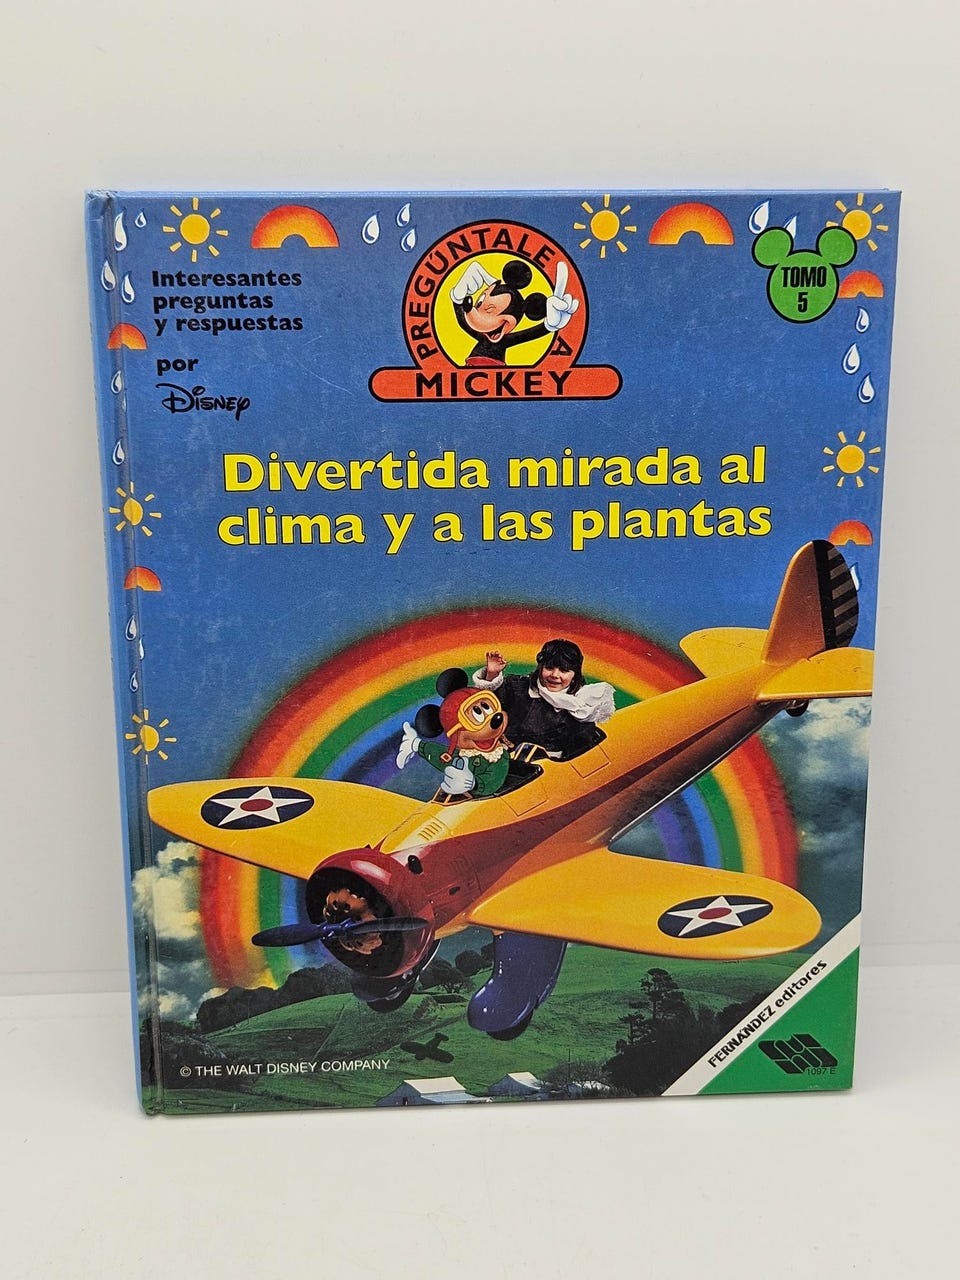 Interesantes
preguntas
y respuestas
por
Disney
PREGÚNTALE A
MICKEY
TOMO
5
Divertida mirada al
clima y a las plantas
© THE WALT DISNEY COMPANY
FERNÁNDEZ editores
1097 E